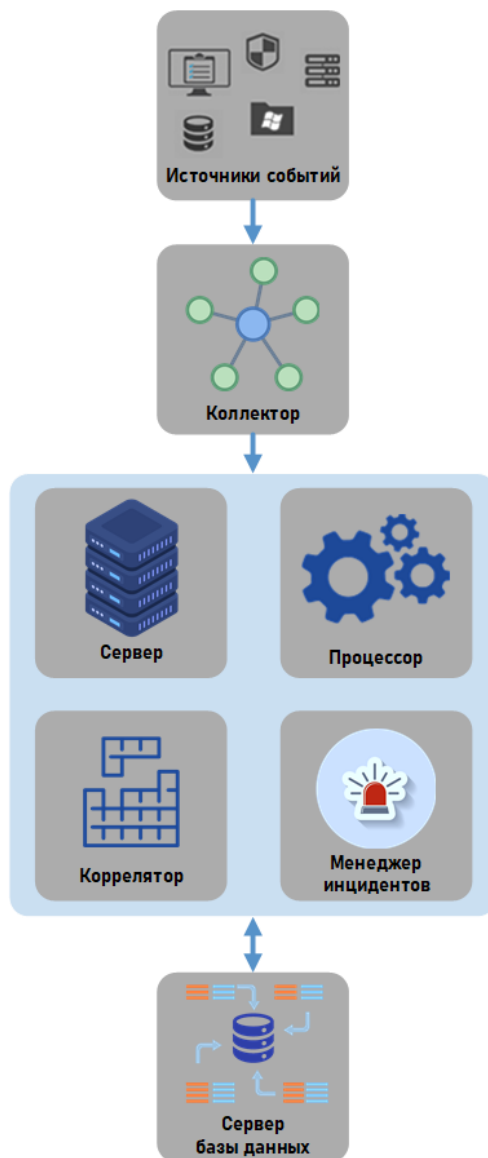 Источники событий
Коллектор
Сервер
Процессор
Коррелятор
Менеджер
инцидентов
Сервер
базы данных